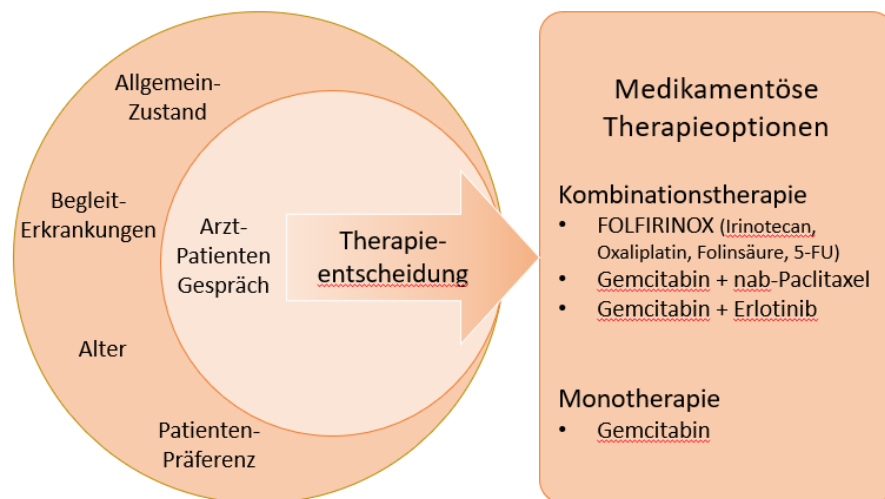 Allgemein-
Zustand
Begleit-
Erkrankungen
Arzt-
Patienten
Gespräch
Alter
Patienten-
Präferenz
Therapie-
entscheidung
Medikamentöse
Therapieoptionen
Kombinationstherapie
• FOLFIRINOX (Irinotecan,
Oxaliplatin, Folinsäure, 5-FU)
• Gemcitabin + nab-Paclitaxel
• Gemcitabin + Erlotinib
Monotherapie
• Gemcitabin